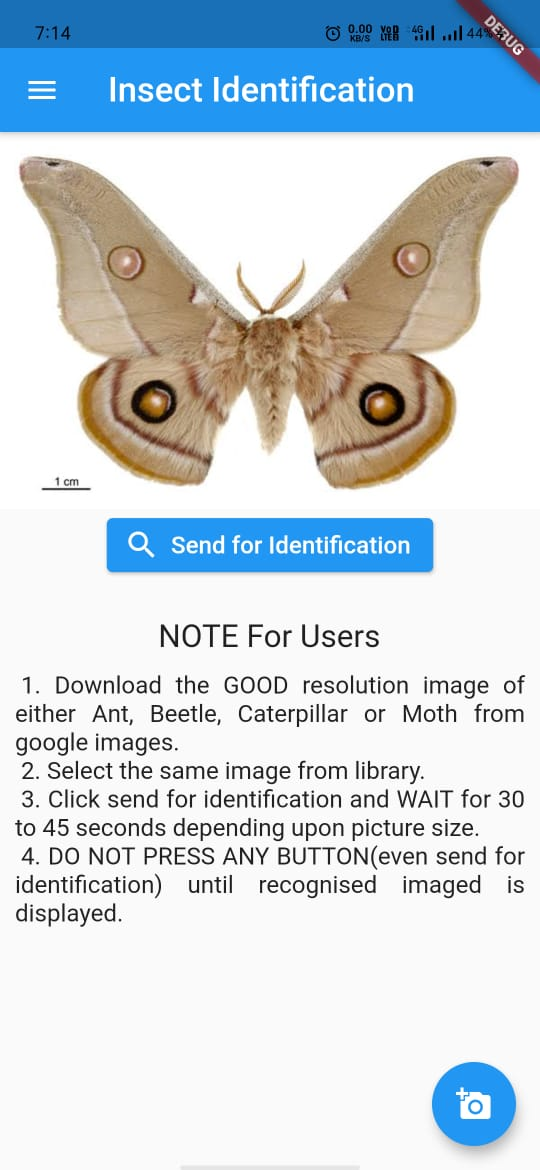 7:14
0.00
KB/S
VoD
LTEB
4G
44%
DEBUG
Insect Identification
1 cm
Send for Identification
NOTE For Users
1. Download the GOOD resolution image of
either Ant, Beetle, Caterpillar or Moth from
google images.
2. Select the same image from library.
3. Click send for identification and WAIT for 30
to 45 seconds depending upon picture size.
4. DO NOT PRESS ANY BUTTON(even send for
identification) until recognised imaged is
displayed.